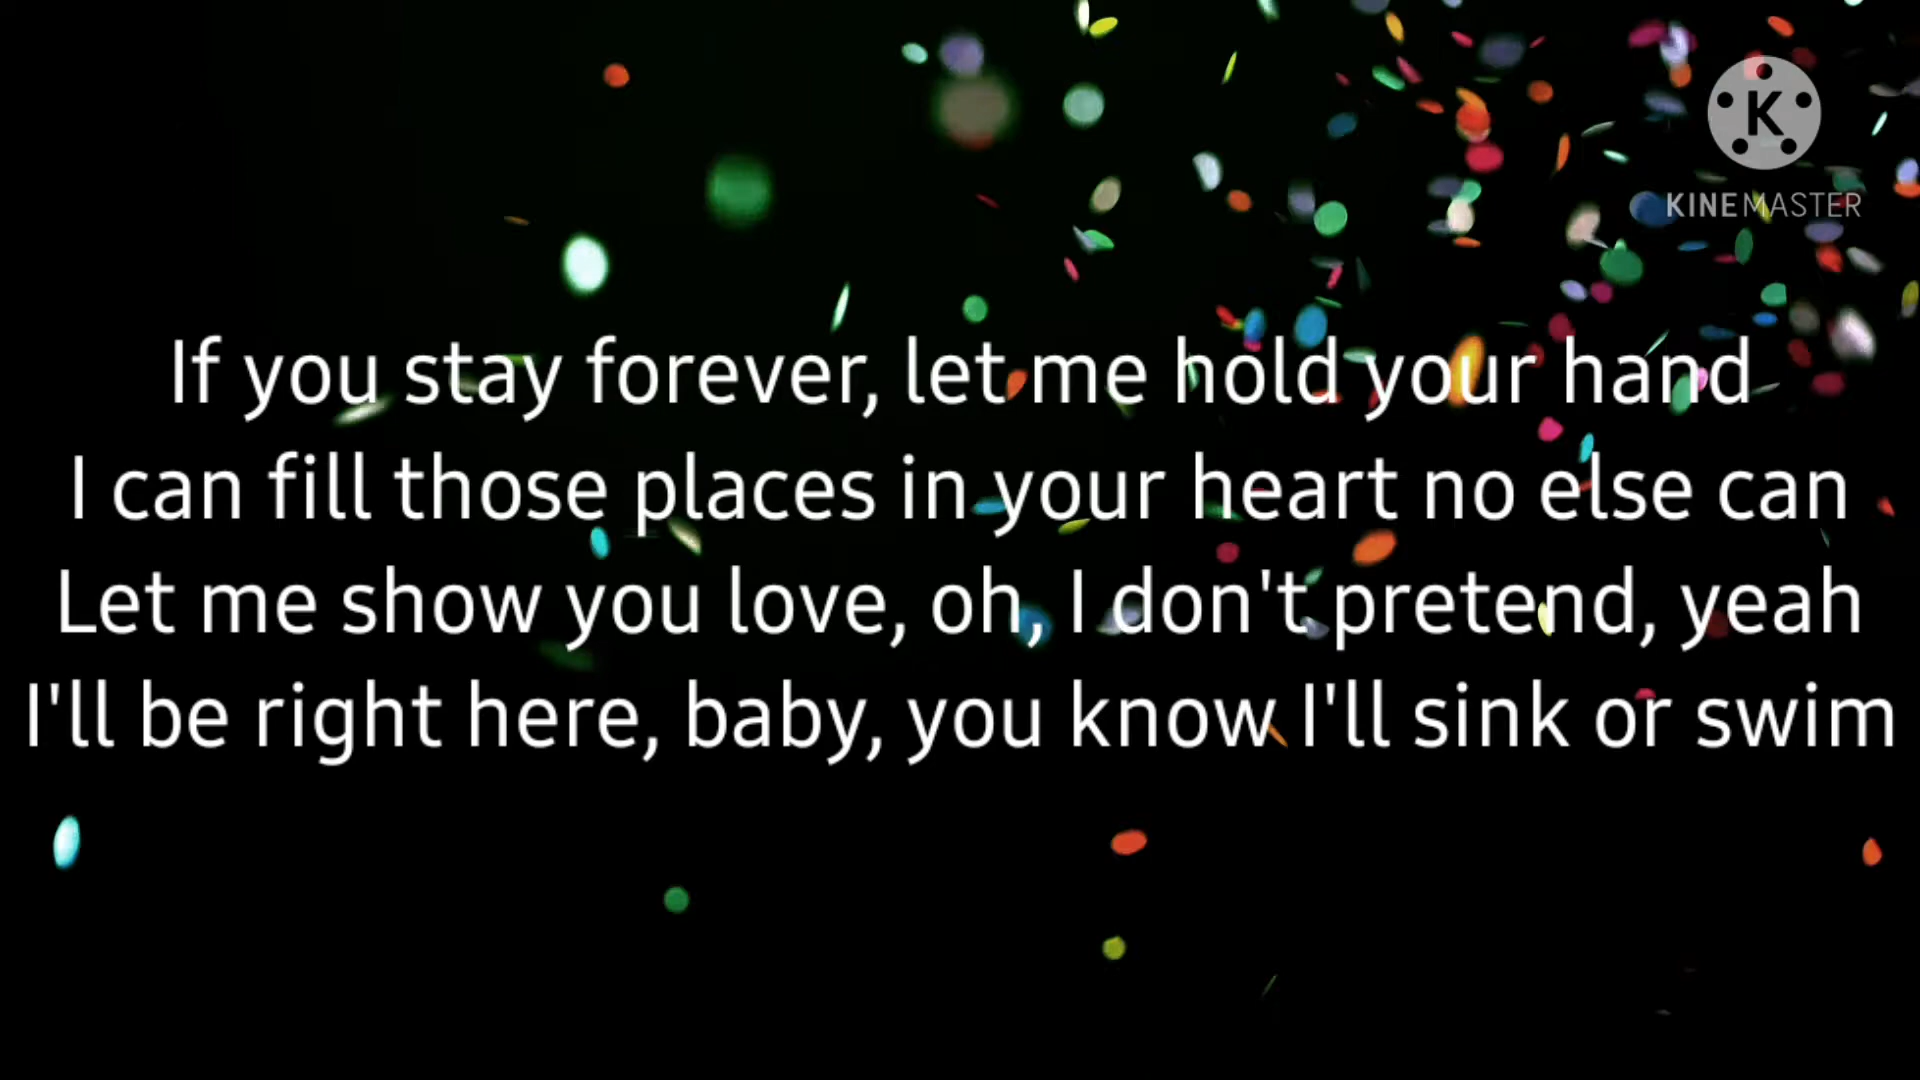 K
KINEMASTER
If you stay forever, let me hold your hand
I can fill those places in your heart no else can
Let me show you love, oh, I don't pretend, yeah
I'll be right here, baby, you know I'll sink or swim